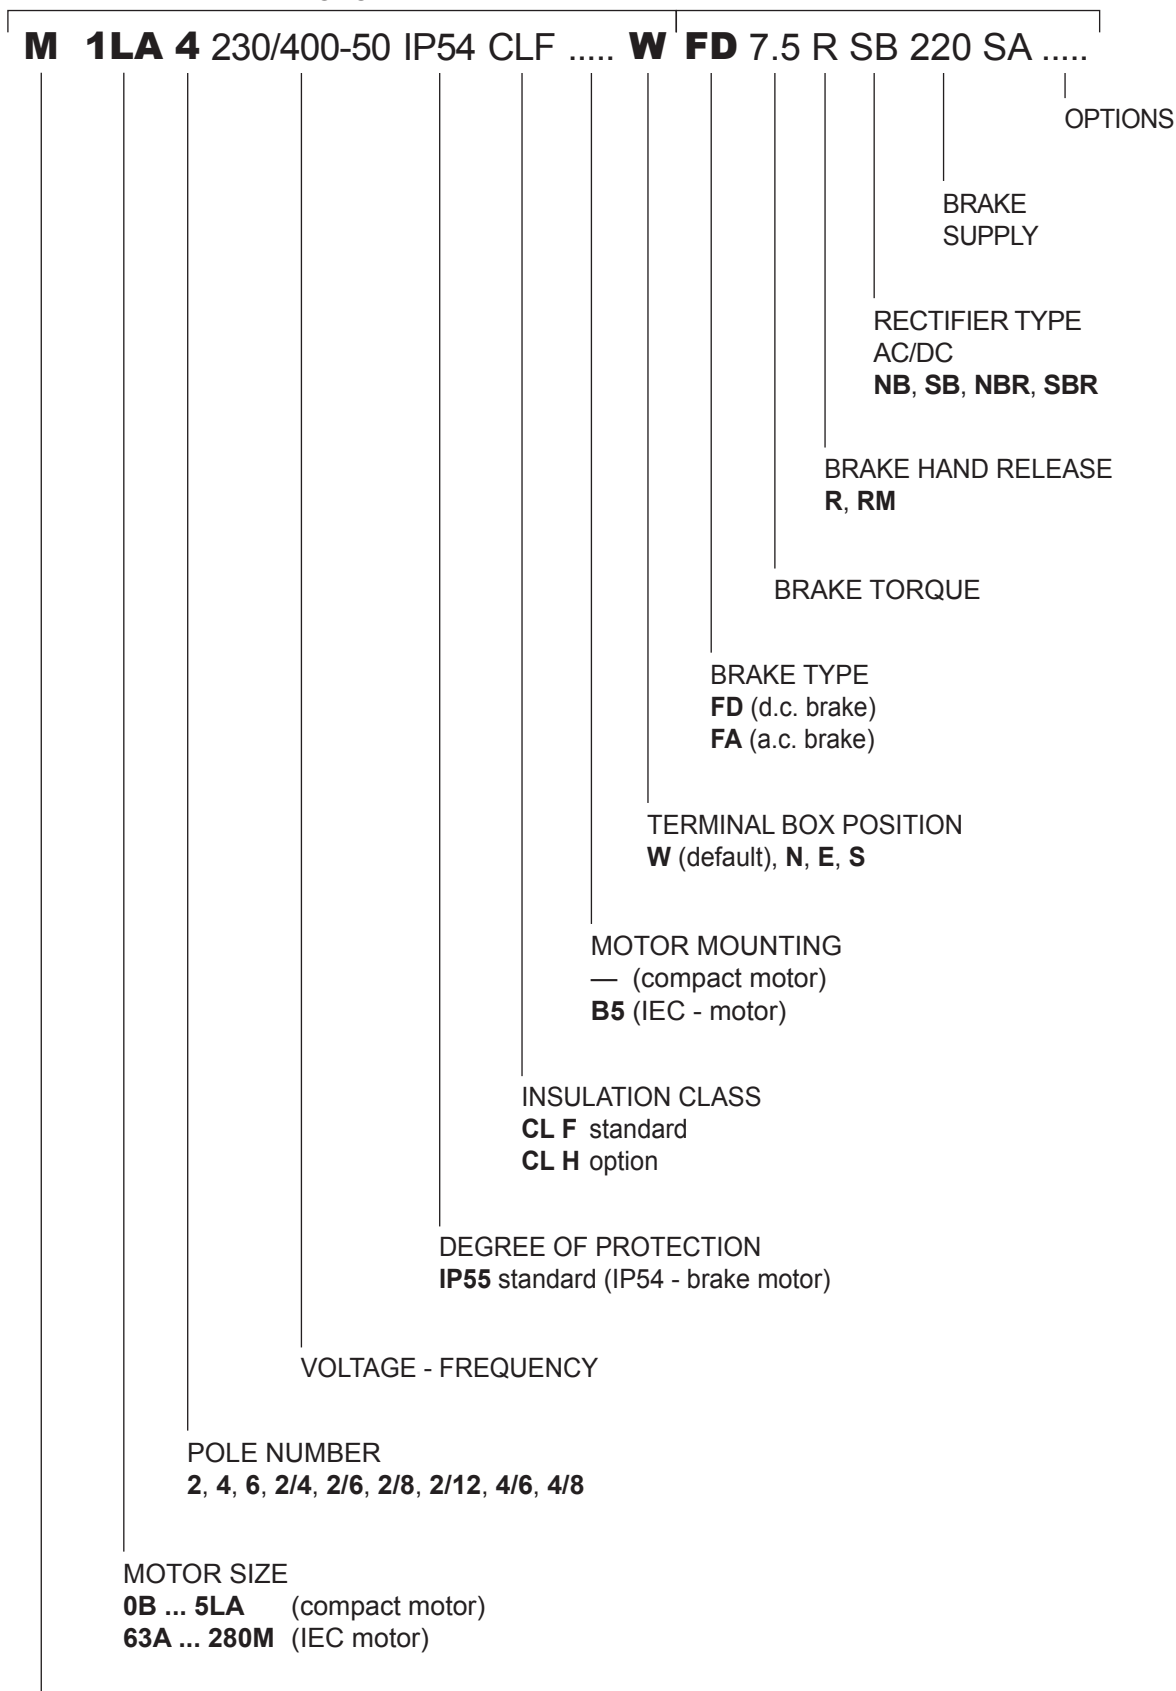 M 1LA 4 230/400-50 IP54 CLF ..... W FD 7.5 R SB 220 SA .....
OPTIONS
BRAKE
SUPPLY
RECTIFIER TYPE
AC/DC
NB, SB, NBR, SBR
BRAKE HAND RELEASE
R, RM
BRAKE TORQUE
BRAKE TYPE
FD (d.c. brake)
FA (a.c. brake)
TERMINAL BOX POSITION
W (default), N, E, S
MOTOR MOUNTING
— (compact motor)
B5 (IEC - motor)
INSULATION CLASS
CL F standard
CL H option
DEGREE OF PROTECTION
IP55 standard (IP54 - brake motor)
VOLTAGE - FREQUENCY
POLE NUMBER
2, 4, 6, 2/4, 2/6, 2/8, 2/12, 4/6, 4/8
MOTOR SIZE
0B ... 5LA (compact motor)
63A ... 280M (IEC motor)